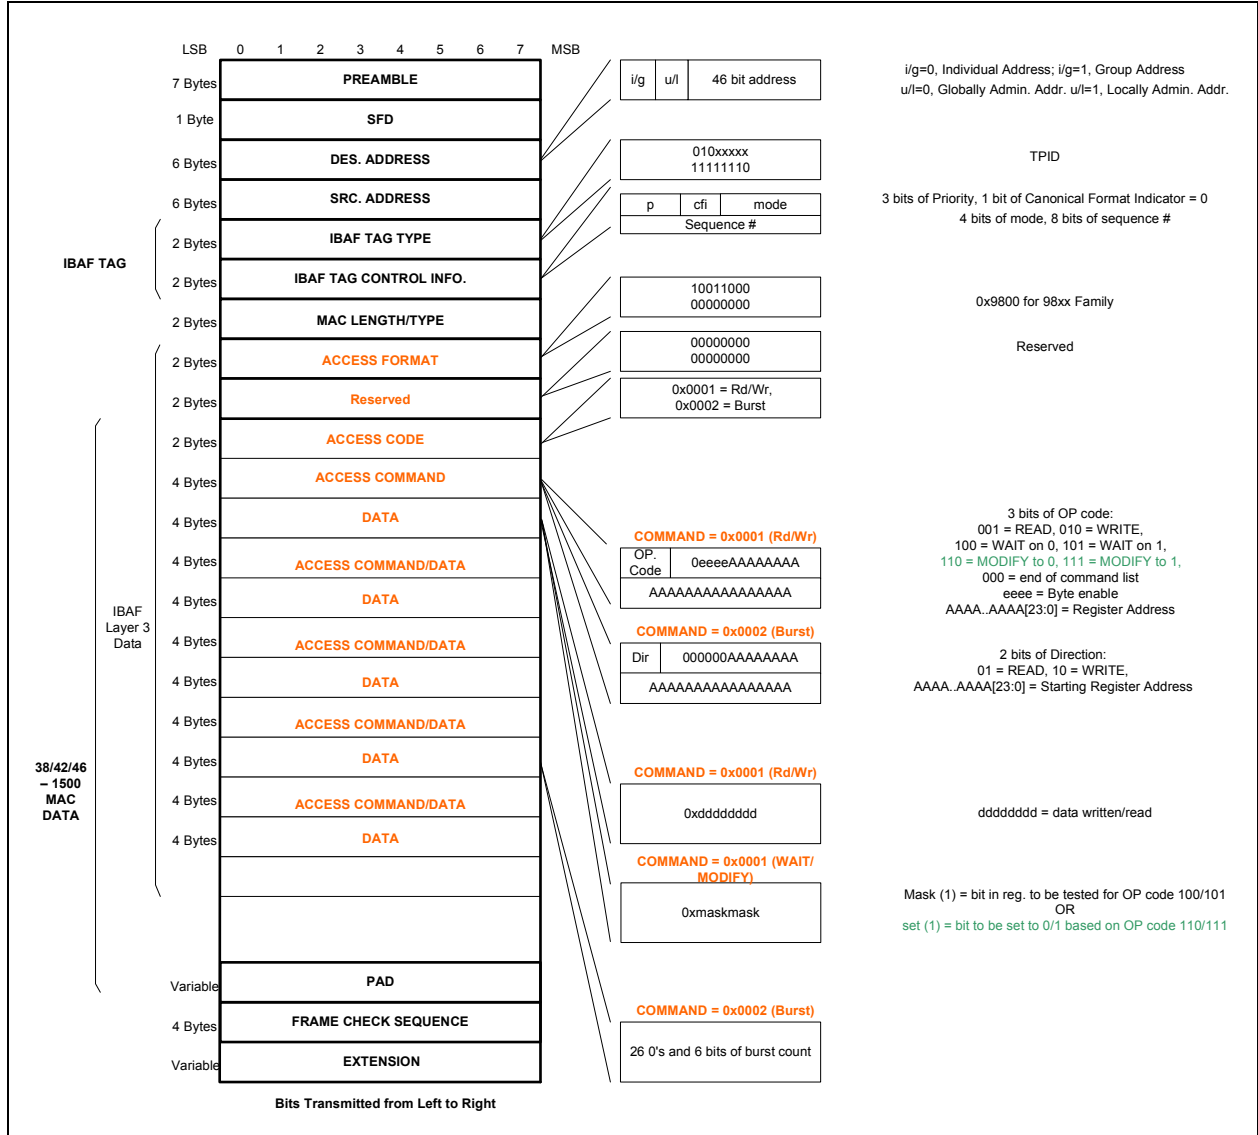 LSB 0 1 2 3 4 5 6 7 MSB
7 Bytes PREAMBLE
1 Byte SFD
6 Bytes DES. ADDRESS
6 Bytes SRC. ADDRESS
IBAF TAG
2 Bytes IBAF TAG TYPE
2 Bytes IBAF TAG CONTROL INFO.
2 Bytes MAC LENGTH/TYPE
2 Bytes ACCESS FORMAT
2 Bytes Reserved
2 Bytes ACCESS CODE
4 Bytes ACCESS COMMAND
4 Bytes DATA
4 Bytes ACCESS COMMAND/DATA
4 Bytes DATA
4 Bytes ACCESS COMMAND/DATA
4 Bytes DATA
4 Bytes ACCESS COMMAND/DATA
4 Bytes DATA
4 Bytes ACCESS COMMAND/DATA
4 Bytes DATA
IBAF
Layer 3
Data
38/42/46
– 1500
MAC
DATA
Variable PAD
4 Bytes FRAME CHECK SEQUENCE
Variable EXTENSION
Bits Transmitted from Left to Right
i/g u/l 46 bit address
i/g=0, Individual Address; i/g=1, Group Address
u/l=0, Globally Admin. Addr. u/l=1, Locally Admin. Addr.
010xxxxx
11111110
TPID
p cfi mode
Sequence #
3 bits of Priority, 1 bit of Canonical Format Indicator = 0
4 bits of mode, 8 bits of sequence #
10011000
00000000
0x9800 for 98xx Family
00000000
00000000
Reserved
0x0001 = Rd/Wr,
0x0002 = Burst
COMMAND = 0x0001 (Rd/Wr)
OP.
Code
0eeeeAAAAAAAA
AAAAAAAAAAAAAAAA
3 bits of OP code:
001 = READ, 010 = WRITE,
100 = WAIT on 0, 101 = WAIT on 1,
110 = MODIFY to 0, 111 = MODIFY to 1,
000 = end of command list
eeee = Byte enable
AAAA..AAAA[23:0] = Register Address
COMMAND = 0x0002 (Burst)
Dir 000000AAAAAAAA
AAAAAAAAAAAAAAAA
2 bits of Direction:
01 = READ, 10 = WRITE,
AAAA..AAAA[23:0] = Starting Register Address
COMMAND = 0x0001 (Rd/Wr)
0xdddddddd
dddddddd = data written/read
COMMAND = 0x0001 (WAIT/
MODIFY)
0xmaskmask
Mask (1) = bit in reg. to be tested for OP code 100/101
OR
set (1) = bit to be set to 0/1 based on OP code 110/111
COMMAND = 0x0002 (Burst)
26 0's and 6 bits of burst count